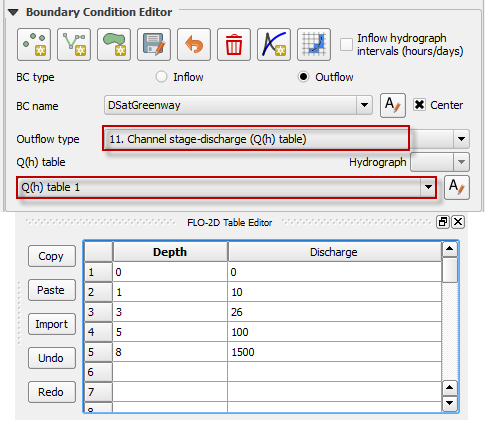 Boundary Condition Editor
Inflow hydrograph
intervals (hours/days)
BC type Inflow Outflow
BC name DSatGreenway Center
Outflow type 11. Channel stage-discharge (Q(h) table)
Q(h) table Hydrograph
Q(h) table 1
FLO-2D Table Editor
Copy
Paste
Import
Undo
Redo
Depth Discharge
1 0 0
2 1 10
3 3 26
4 5 100
5 8 1500
6
7
8